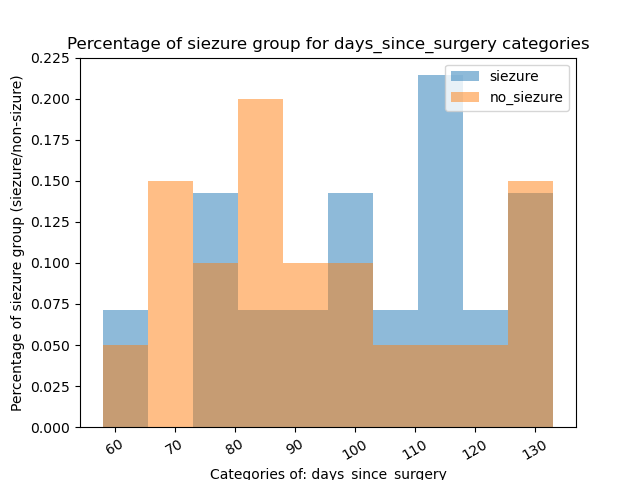 Percentage of siezure group for days_since_surgery categories
siezure
no_siezure
Percentage of siezure group (siezure/non-sizure)
0.225
0.200
0.175
0.150
0.125
0.100
0.075
0.050
0.025
0.000
60 70 80 90 100 110 120 130
Categories of: days_since_surgery